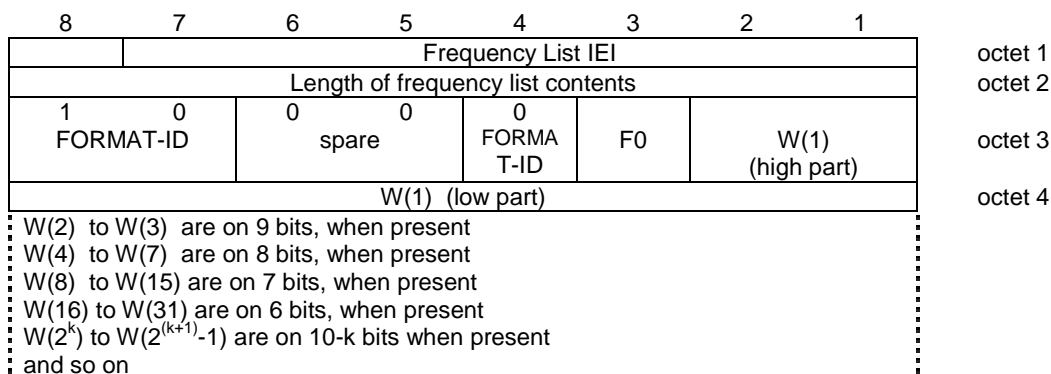 8 7 6 5 4 3 2 1
Frequency List IEI octet 1
Length of frequency list contents octet 2
1 0 0 0 0
FORMAT-ID spare FORMA F0 W(1) octet 3
T-ID (high part)
W(1) (low part) octet 4
W(2) to W(3) are on 9 bits, when present
W(4) to W(7) are on 8 bits, when present
W(8) to W(15) are on 7 bits, when present
W(16) to W(31) are on 6 bits, when present
W(2^k) to W(2^(k+1)-1) are on 10-k bits when present
and so on